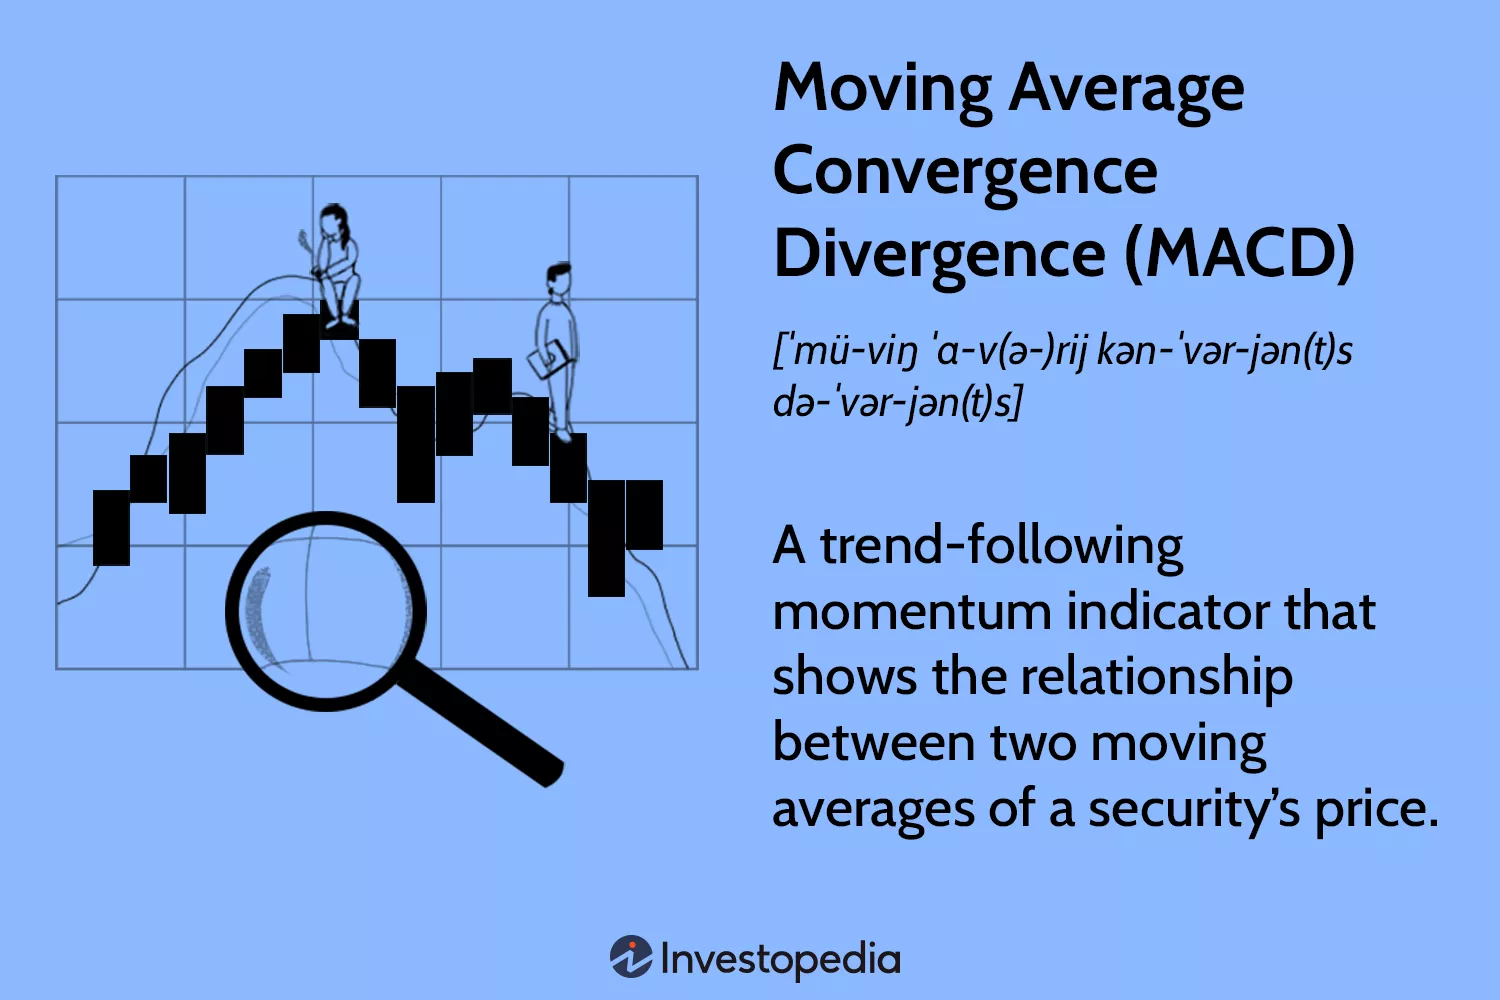 Moving Average
Convergence
Divergence (MACD)
[ˈmü-viŋ ˈɑ-v(ə-)rij kən-ˈvər-jən(t)s
də-ˈvər-jən(t)s]
A trend-following
momentum indicator that
shows the relationship
between two moving
averages of a security’s price.
Investopedia